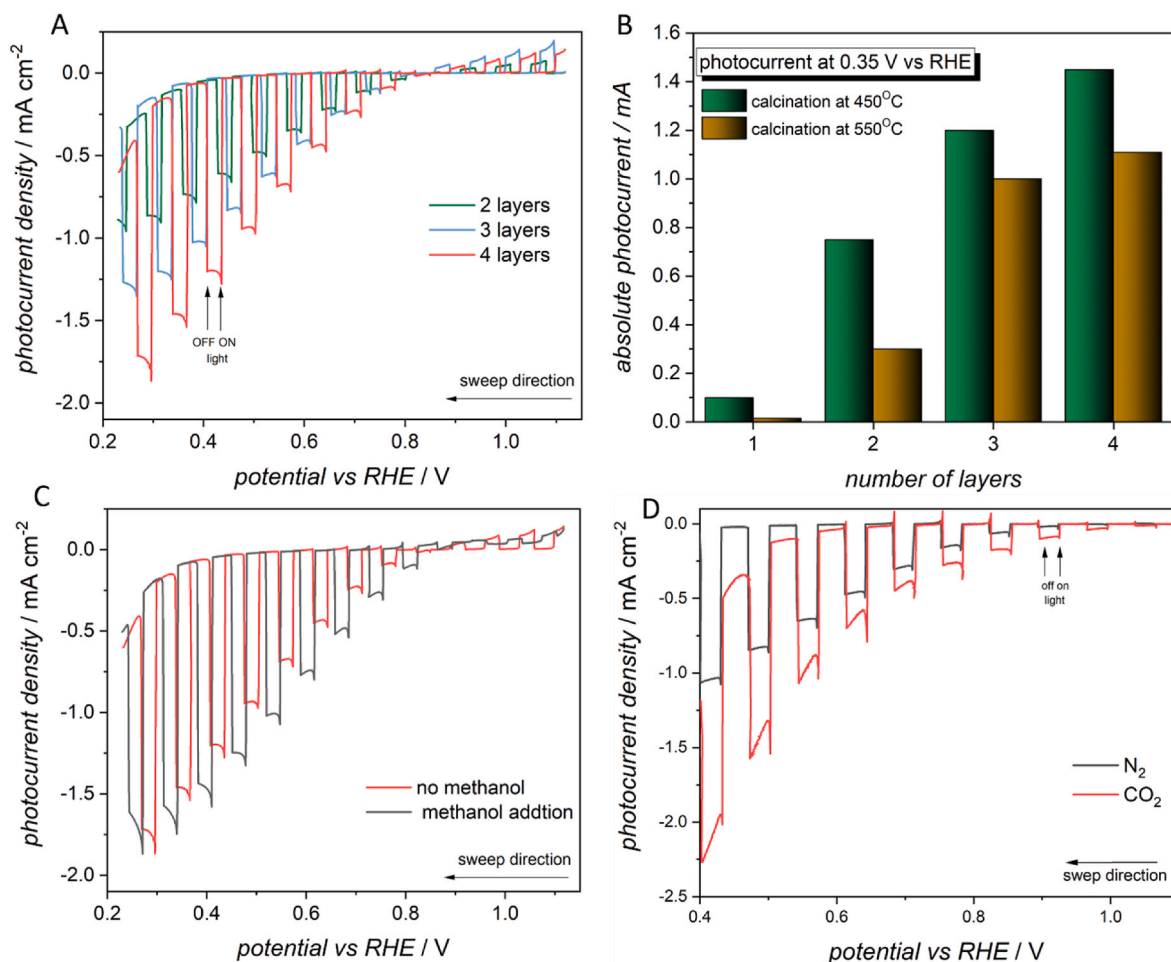 A
photocurrent density / mA cm-2
0.0
-0.5
-1.0
-1.5
-2.0
2 layers
3 layers
4 layers
OFF ON
light
sweep direction
0.2
0.4
0.6
0.8
1.0
potential vs RHE / V
B
absolute photocurrent / mA
1.6
1.4
1.2
1.0
0.8
0.6
0.4
0.2
0.0
photocurrent at 0.35 V vs RHE
calcination at 450OC
calcination at 550OC
1
2
3
4
number of layers
C
photocurrent density / mA cm-2
0.0
-0.5
-1.0
-1.5
-2.0
no methanol
methanol addtion
sweep direction
0.2
0.4
0.6
0.8
1.0
potential vs RHE / V
D
photocurrent density / mA cm-2
0.0
-0.5
-1.0
-1.5
-2.0
-2.5
off on
light
N2
CO2
swep direction
0.4
0.6
0.8
1.0
potential vs RHE / V